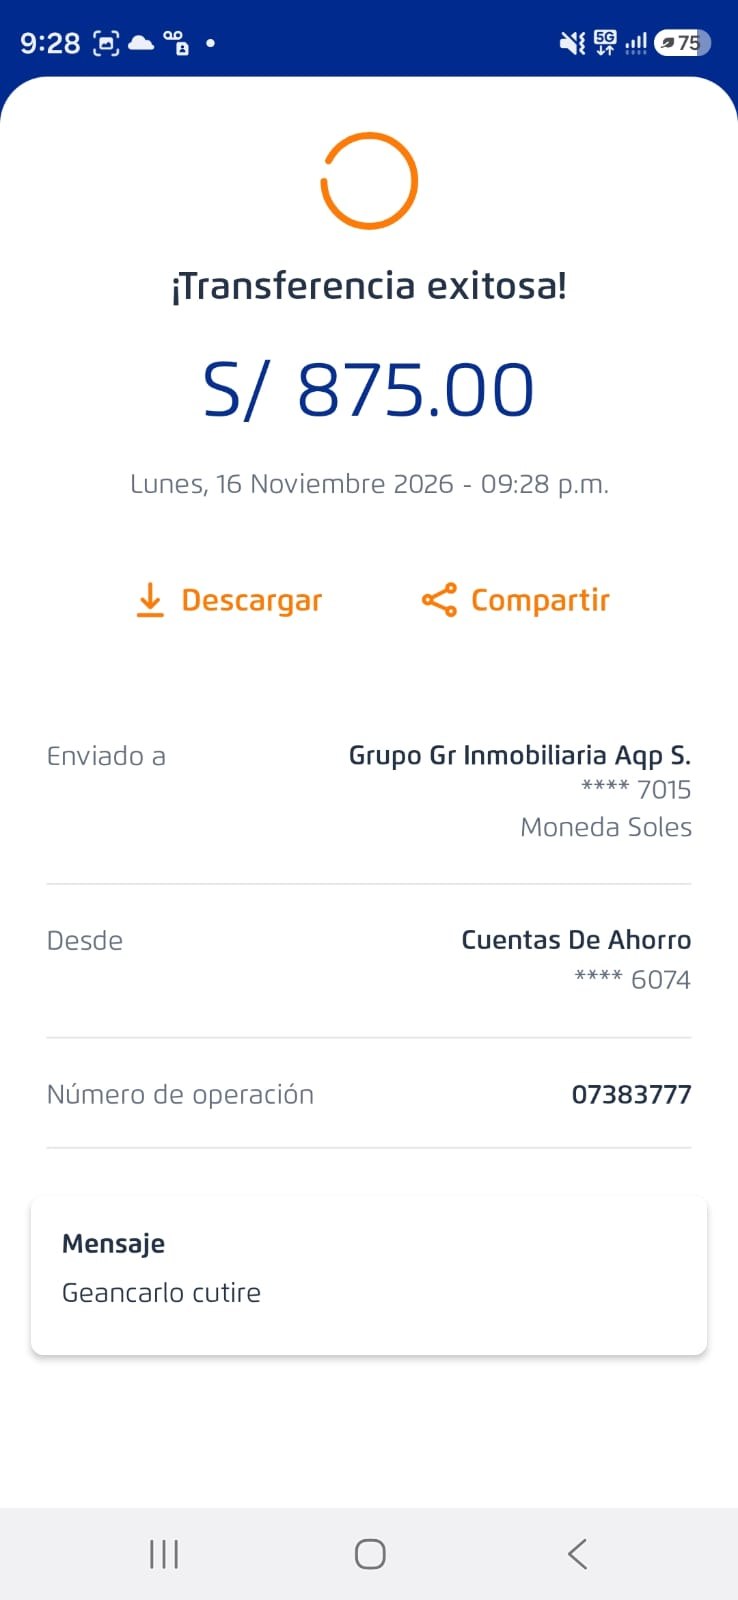 9:28
5G
75
¡Transferencia exitosa!
S/ 875.00
Lunes, 16 Noviembre 2026 - 09:28 p.m.
Descargar
Compartir
Enviado a
Grupo Gr Inmobiliaria Aqp S.
**** 7015
Moneda Soles
Desde
Cuentas De Ahorro
**** 6074
Número de operación
07383777
Mensaje
Geancarlo cutire